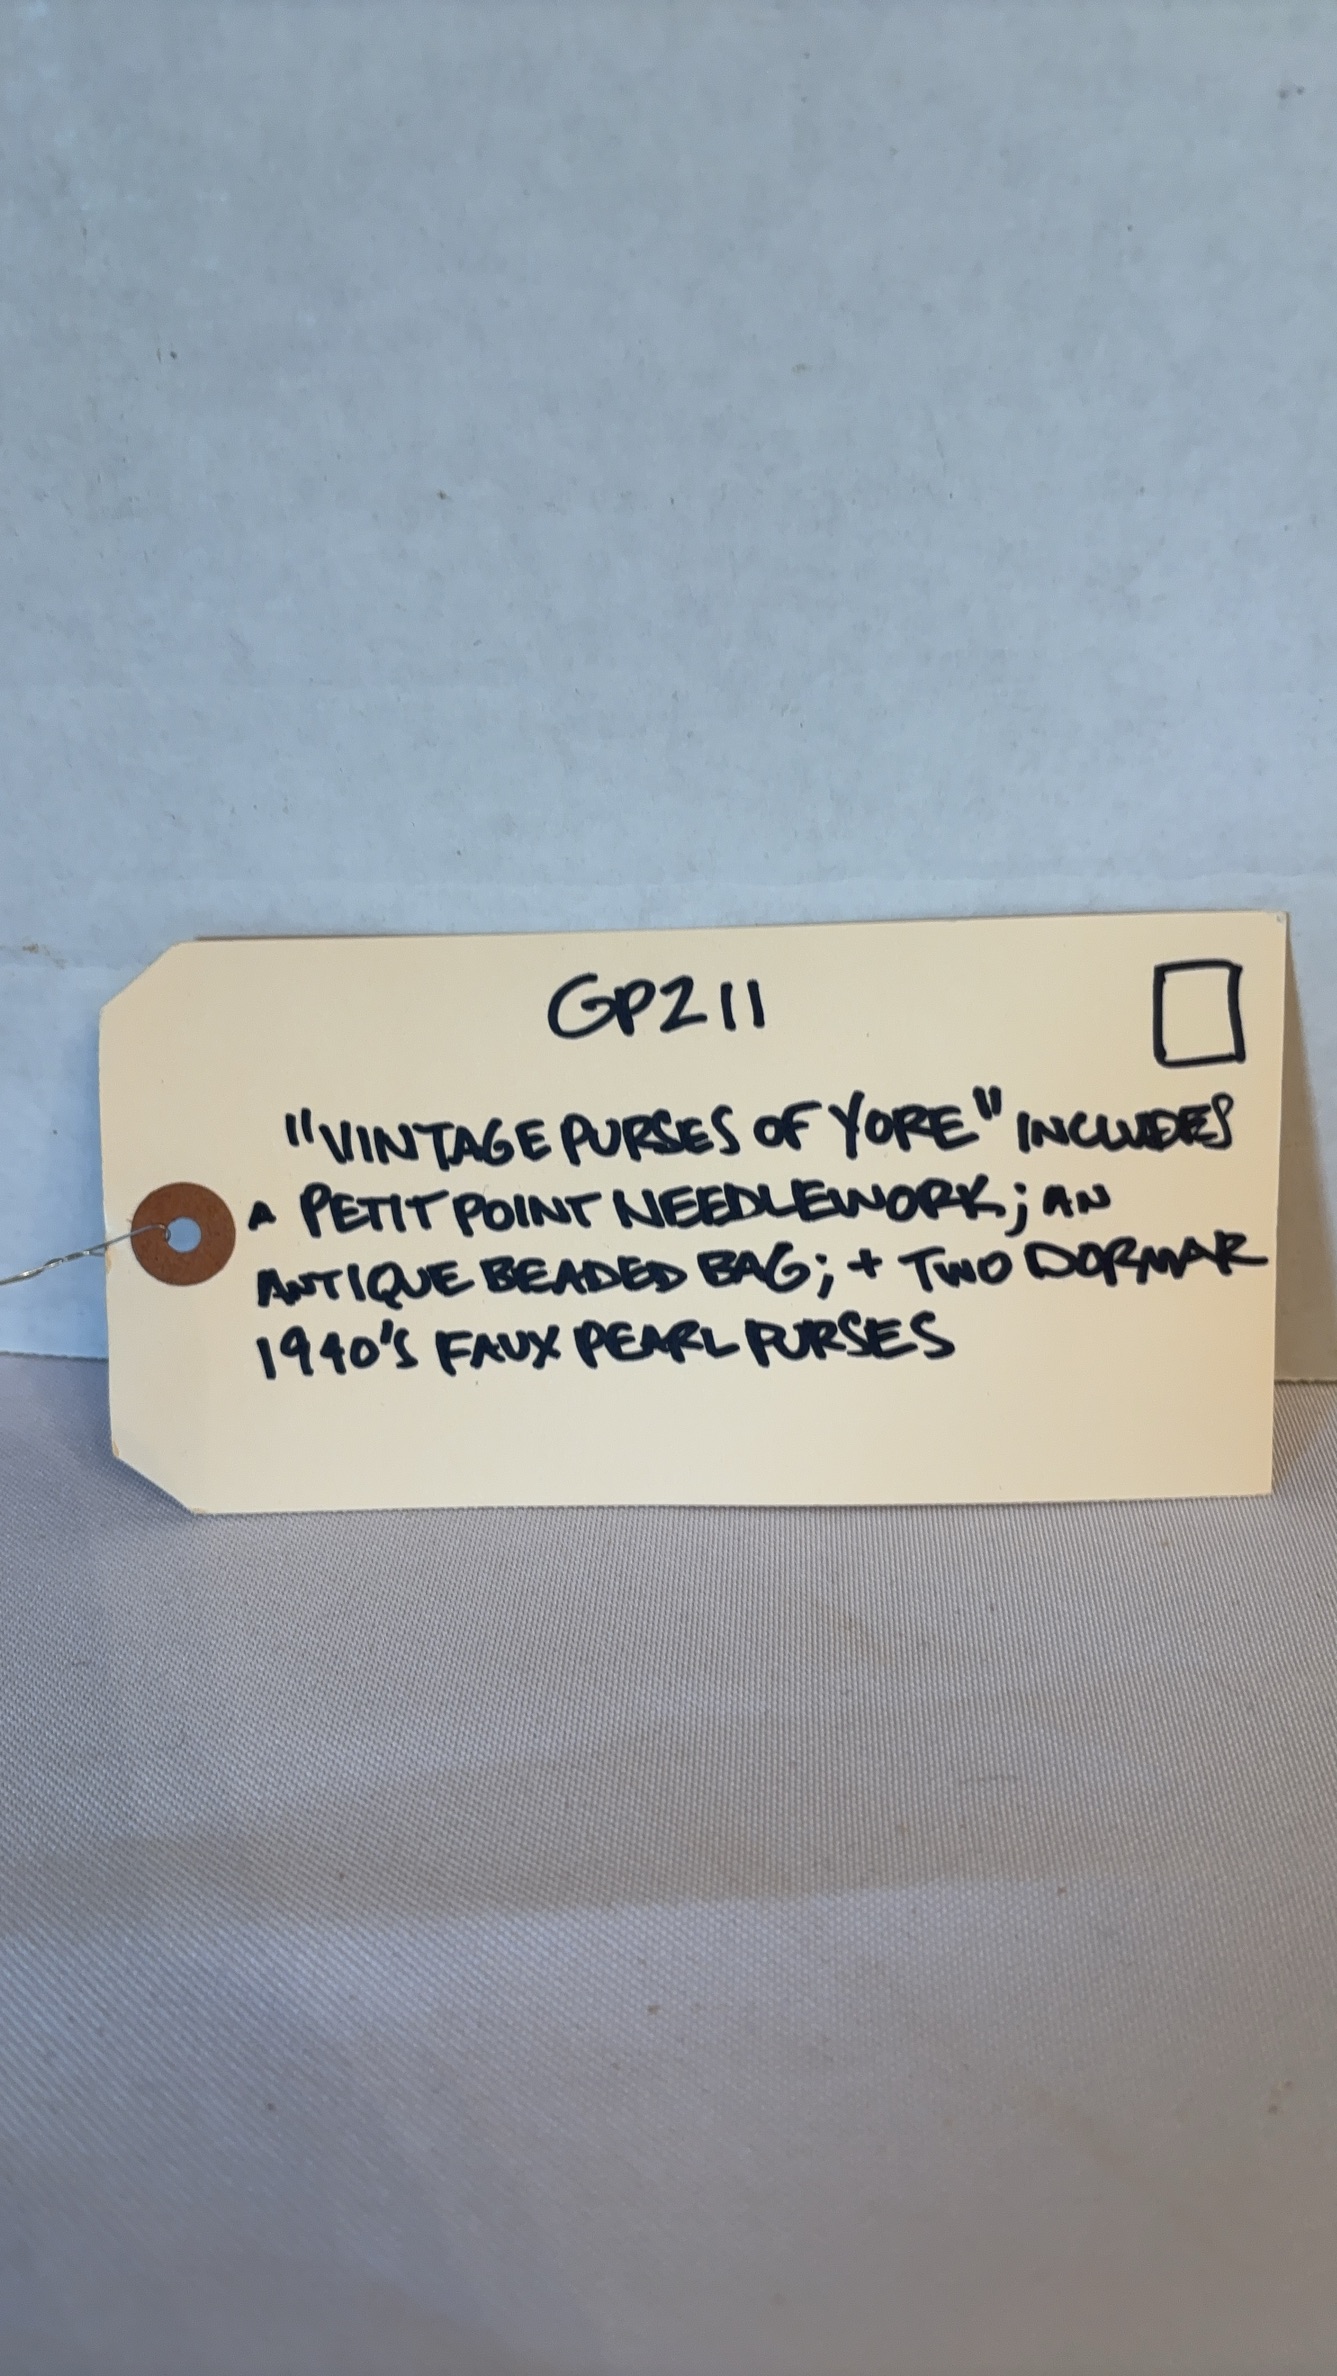 GP211
"VINTAGE PURSES OF YORE" INCLUDES
A PETIT POINT NEEDLEWORK; AN
ANTIQUE BEADED BAG; + TWO DORMAR
1940'S FAUX PEARL PURSES